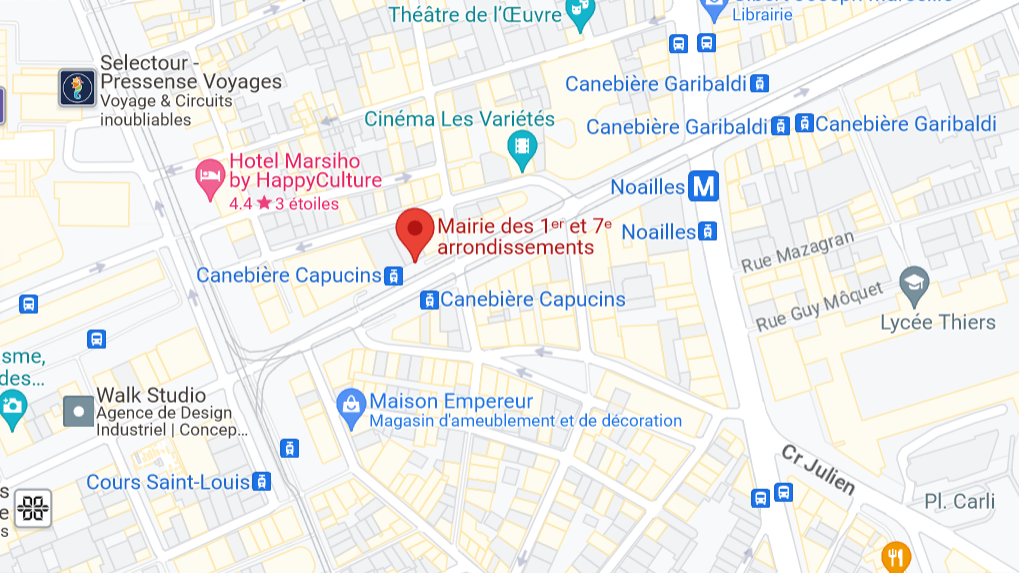 Théâtre de l'Œuvre
Librairie
Selectour -
Pressense Voyages
Voyage & Circuits
inoubliables
Canebière Garibaldi
Cinéma Les Variétés
Canebière Garibaldi
Canebière Garibaldi
Hotel Marsiho
by HappyCulture
4.4 ★ 3 étoiles
Noailles M
Mairie des 1er et 7e
arrondissements
Noailles
Rue Mazagran
Canebière Capucins
Canebière Capucins
Rue Guy Môquet
Lycée Thiers
sme,
des...
Walk Studio
Agence de Design
Industriel | Concep...
Maison Empereur
Magasin d'ameublement et de décoration
Cr Julien
Cours Saint-Louis
Pl. Carli
s
e
s